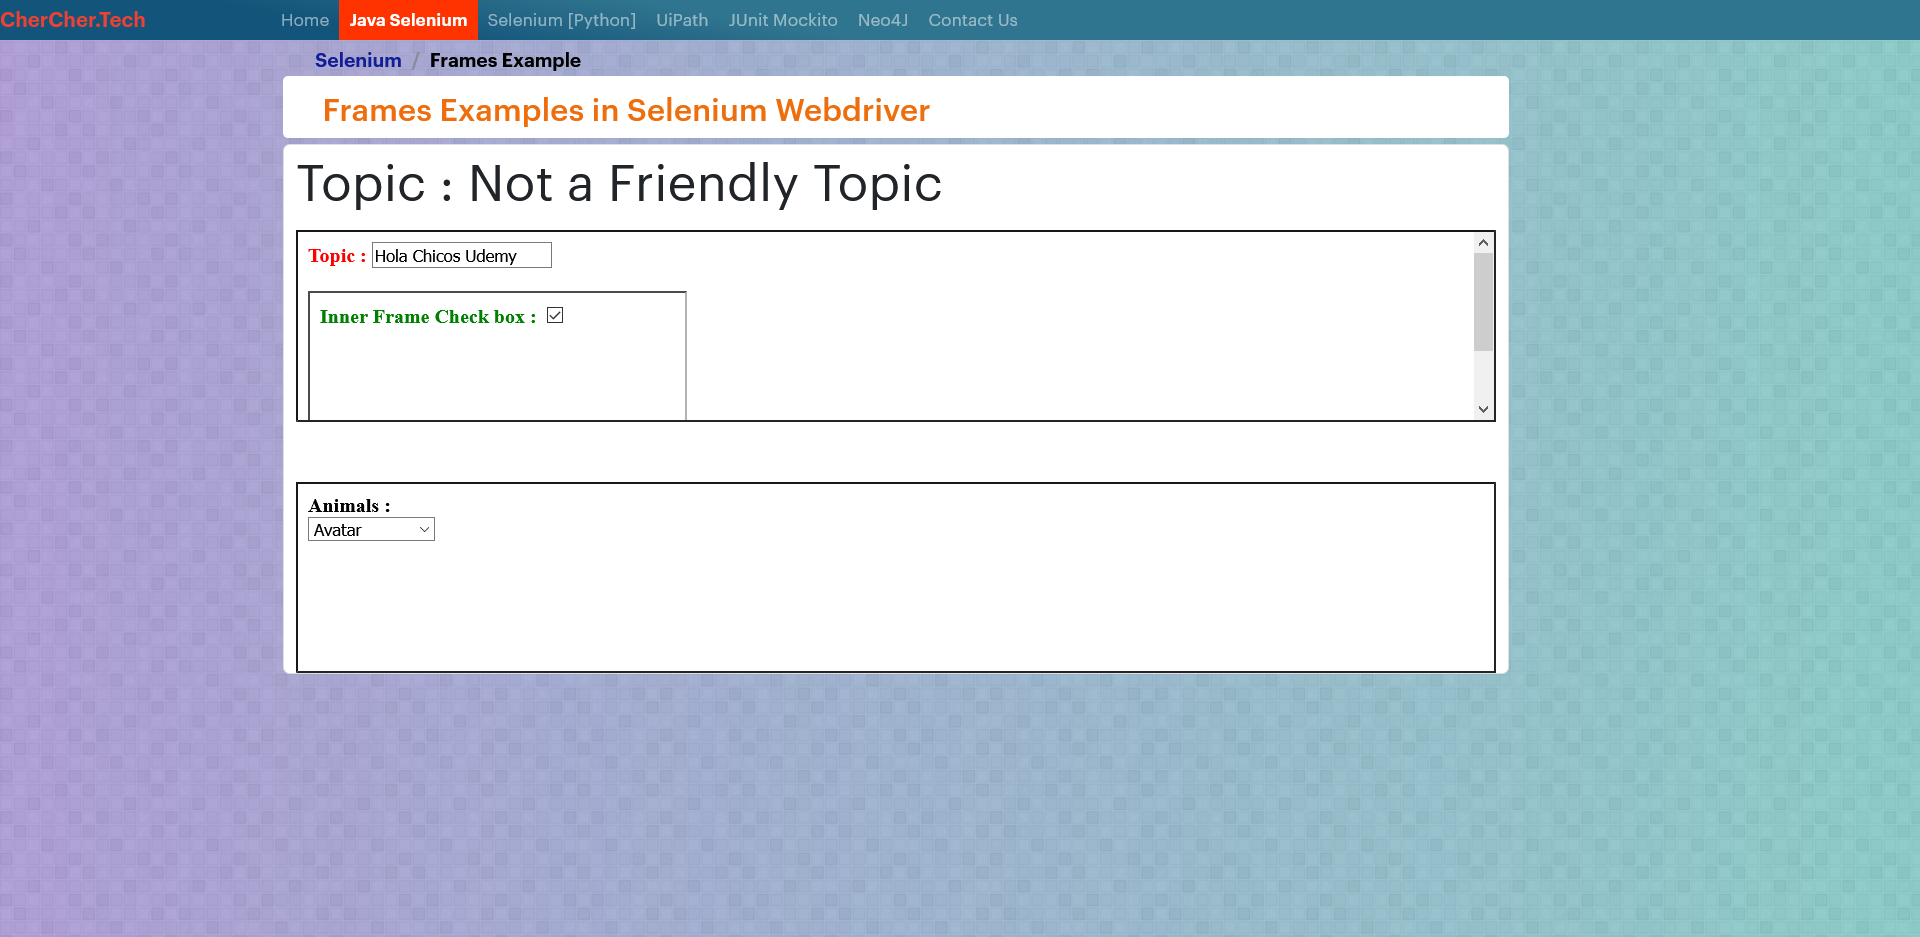 CherCher.Tech Home Java Selenium Selenium [Python] UiPath JUnit Mockito Neo4J Contact Us
Selenium / Frames Example
Frames Examples in Selenium Webdriver
Topic : Not a Friendly Topic
Topic : Hola Chicos Udemy
Inner Frame Check box :
Animals :
Avatar